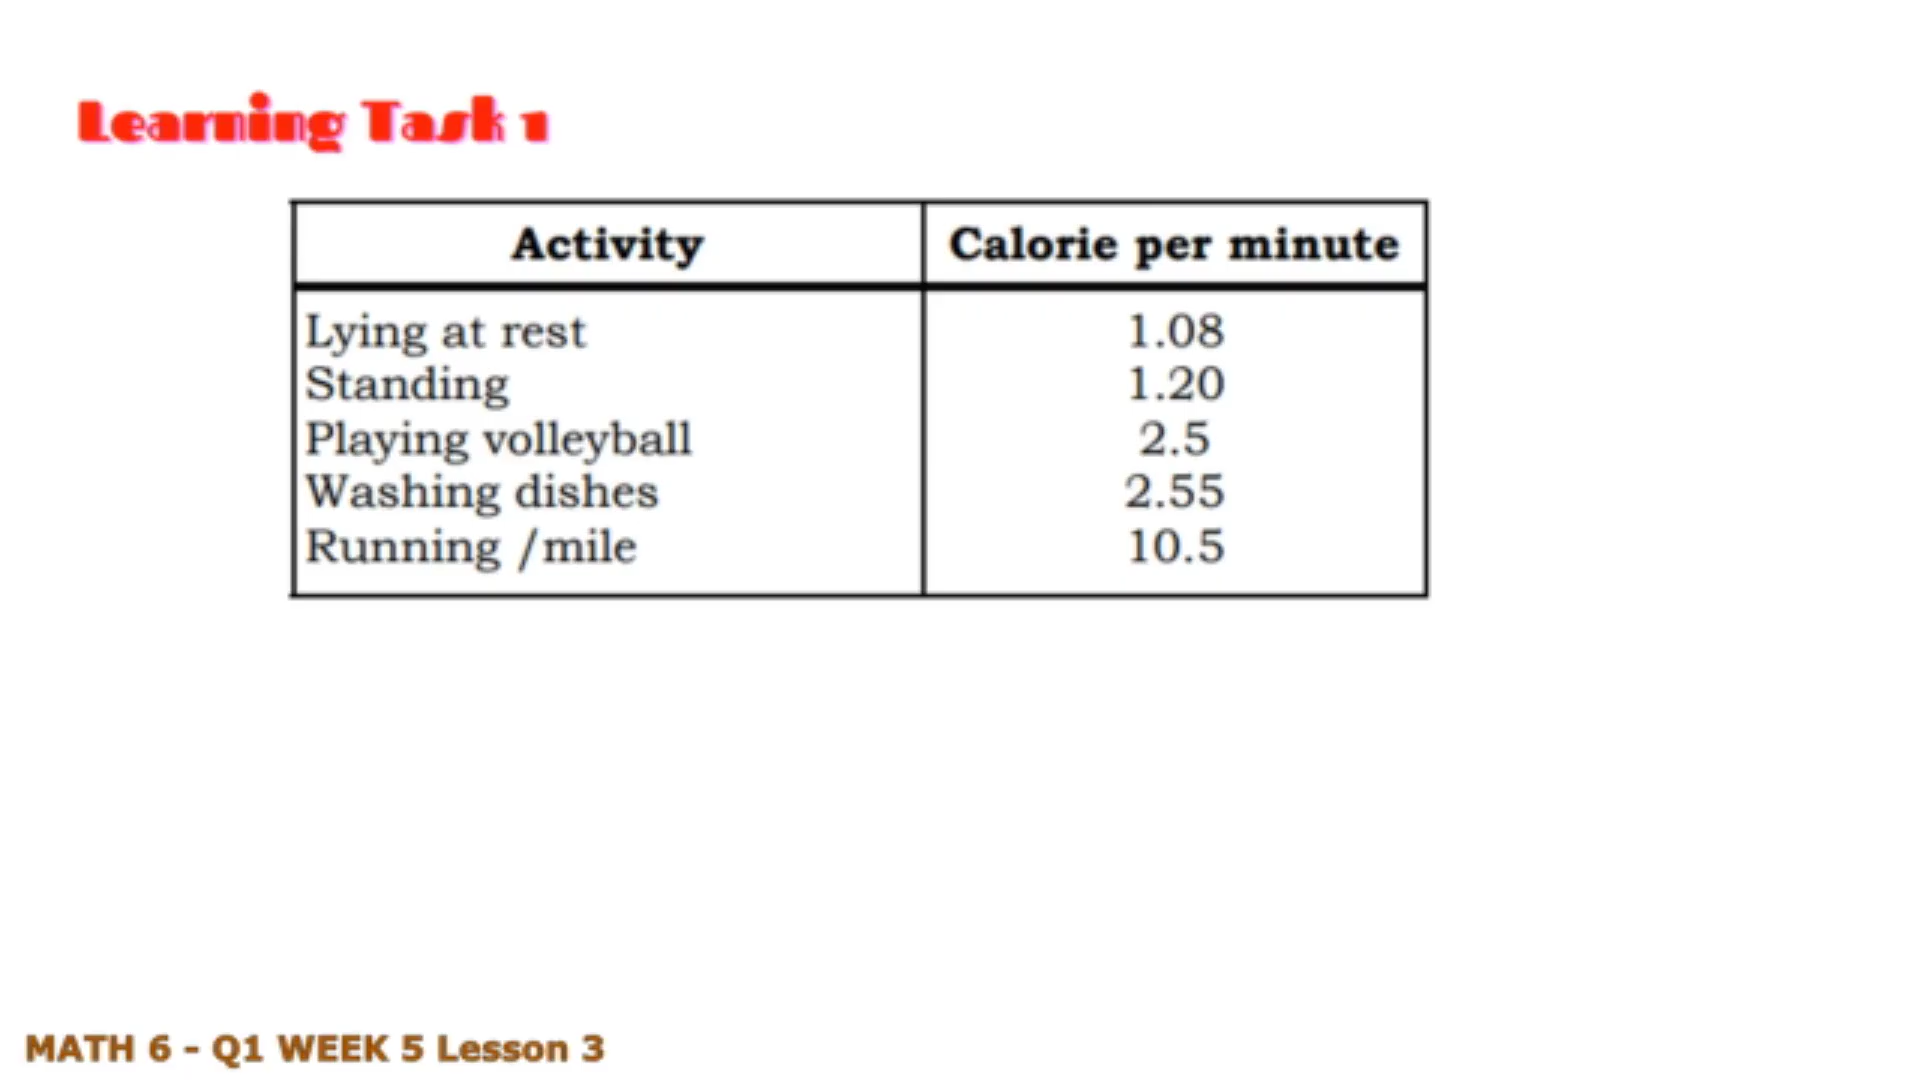 Learning Task 1
Activity Calorie per minute
Lying at rest 1.08
Standing 1.20
Playing volleyball 2.5
Washing dishes 2.55
Running /mile 10.5
MATH 6 - Q1 WEEK 5 Lesson 3